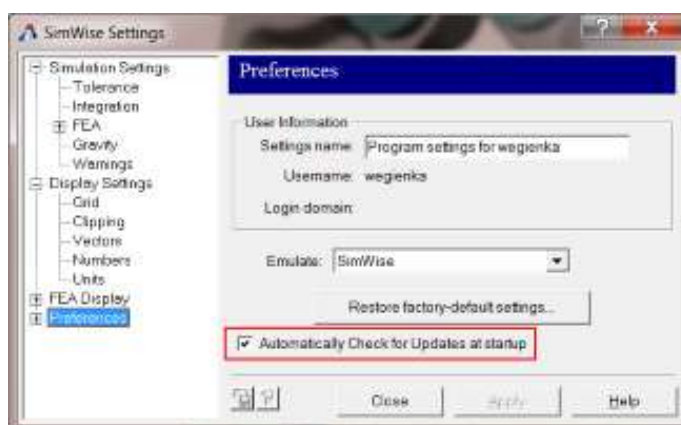 SimWise Settings
Simulation Settings
Tolerance
Integration
FEA
Gravity
Warnings
Display Settings
Grid
Clipping
Vectors
Numbers
Units
FEA Display
Preferences
Preferences
User Information
Settings name: Program settings for wegienka
Username: wegienka
Login domain:
Emulate: SimWise
Restore factory-default settings...
Automatically Check for Updates at startup
Close Apply Help